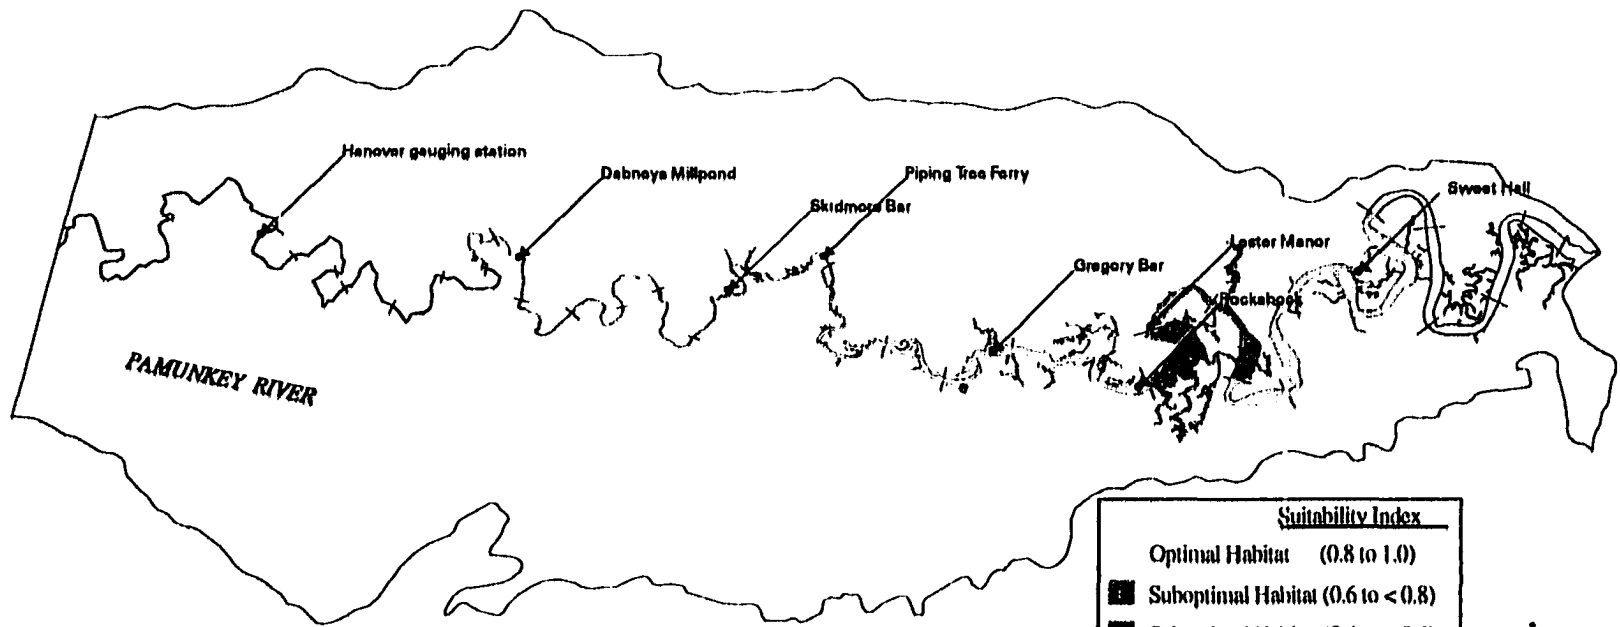 Hanover gauging station
Dabneys Millpond
Piping Tree Ferry
Skidmore Bar
Sweet Hall
Lester Manor
Gregory Bar
Rockahock
PAMUNKEY RIVER
Suitability Index
Optimal Habitat (0.8 to 1.0)
Suboptimal Habitat (0.6 to < 0.8)